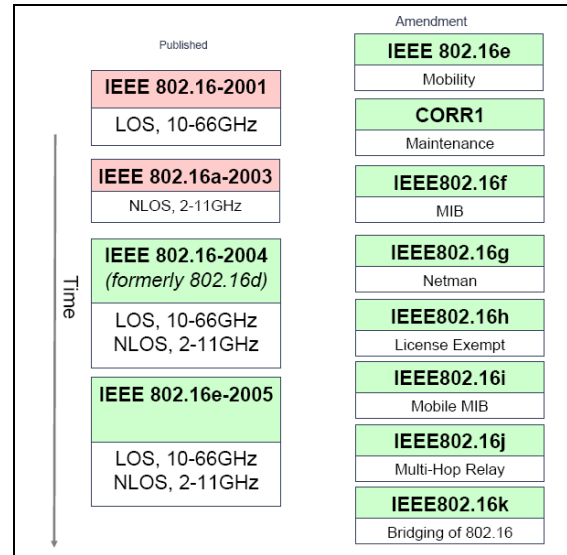 Published
IEEE 802.16-2001
LOS, 10-66GHz
IEEE 802.16a-2003
NLOS, 2-11GHz
IEEE 802.16-2004
(formerly 802.16d)
LOS, 10-66GHz
NLOS, 2-11GHz
IEEE 802.16e-2005
LOS, 10-66GHz
NLOS, 2-11GHz
Time
Amendment
IEEE 802.16e
Mobility
CORR1
Maintenance
IEEE802.16f
MIB
IEEE802.16g
Netman
IEEE802.16h
License Exempt
IEEE802.16i
Mobile MIB
IEEE802.16j
Multi-Hop Relay
IEEE802.16k
Bridging of 802.16